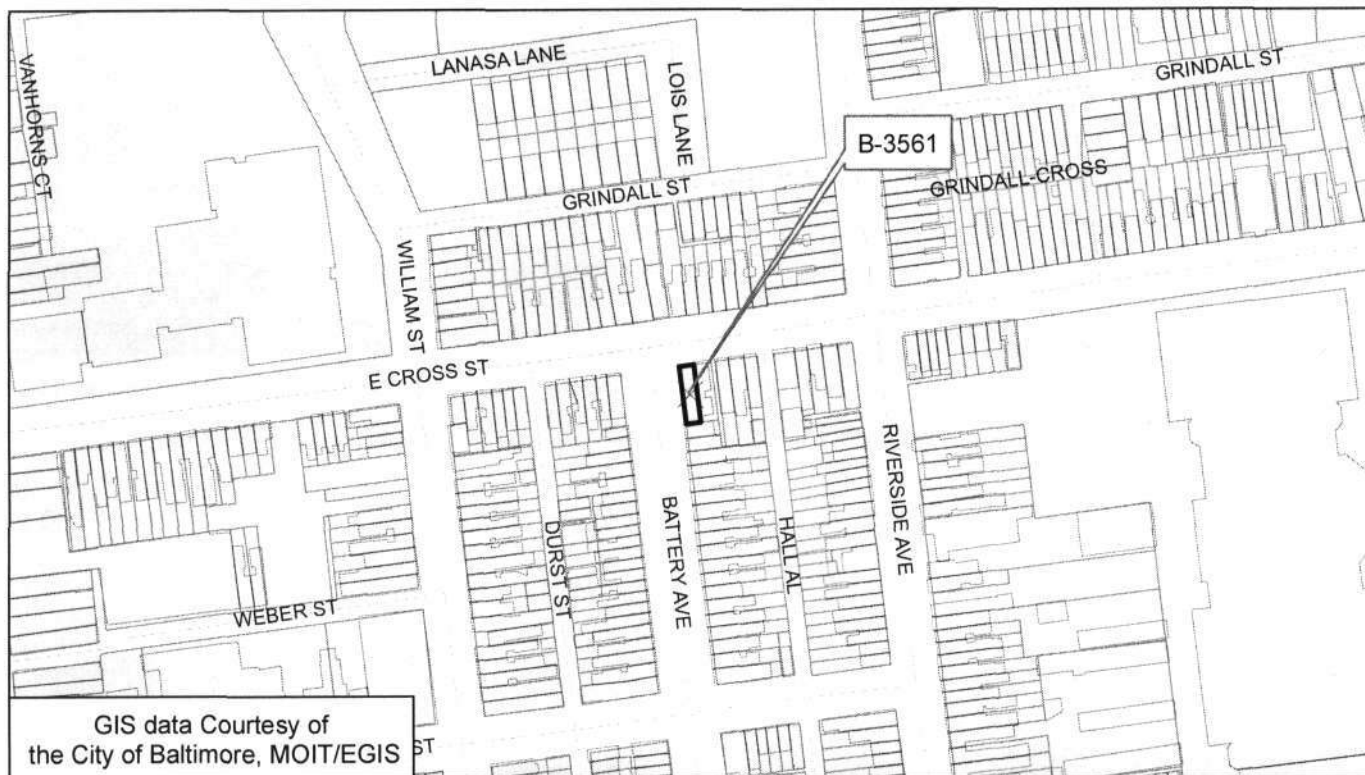 LANASA LANE
GRINDALL ST
VANHORNS CT
LOIS LANE
B-3561
GRINDALL ST
GRINDALL-CROSS
WILLIAM ST
E CROSS ST
RIVERSIDE AVE
BATTERY AVE
HALL AL
DURST ST
WEBER ST
GIS data Courtesy of
the City of Baltimore, MOIT/EGIS
ST